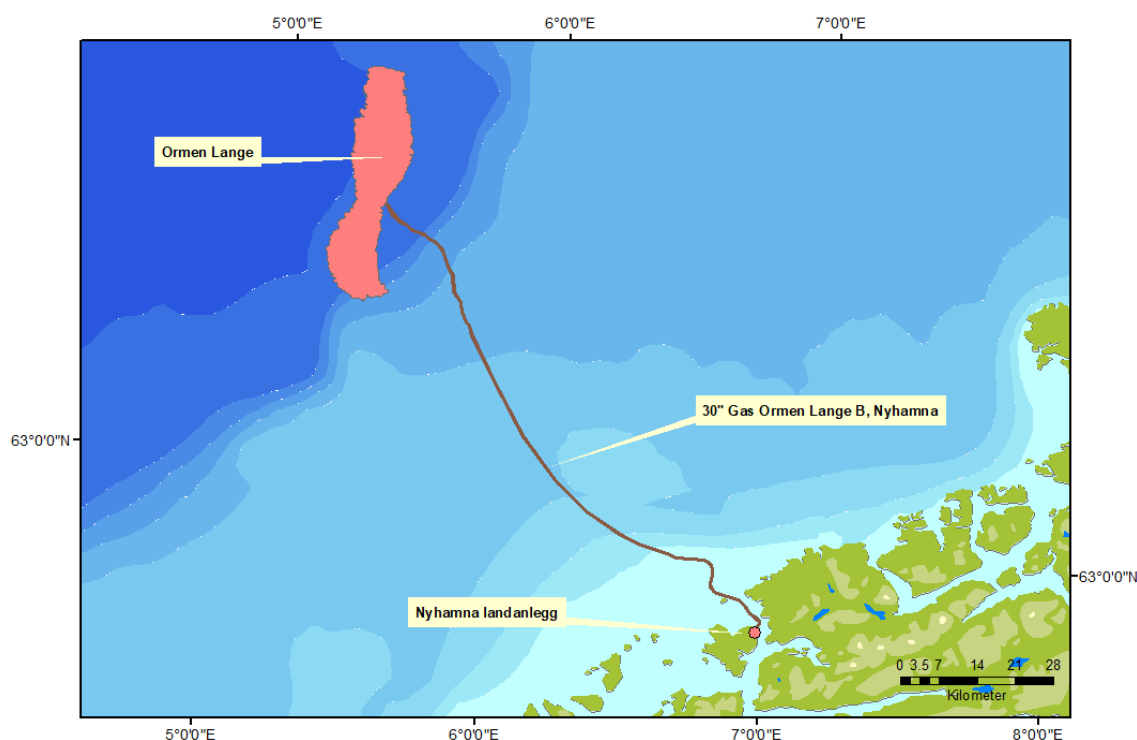 5°0'0"E 6°0'0"E 7°0'0"E
Ormen Lange
30" Gas Ormen Lange B, Nyhamna
63°0'0"N
63°0'0"N
Nyhamna landanlegg
0 3.5 7 14 21 28
Kilometer
5°0'0"E 6°0'0"E 7°0'0"E 8°0'0"E